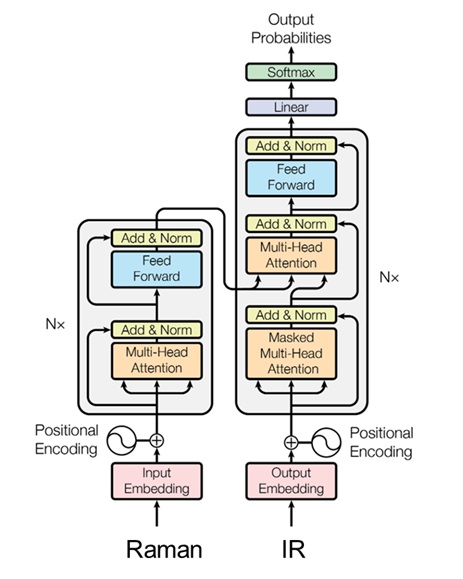 Output
Probabilities
Softmax
Linear
Add & Norm
Feed
Forward
Add & Norm
Multi-Head
Attention
Add & Norm
Masked
Multi-Head
Attention
Nx
Add & Norm
Feed
Forward
Add & Norm
Multi-Head
Attention
Nx
Positional
Encoding
Positional
Encoding
Input
Embedding
Output
Embedding
Raman
IR